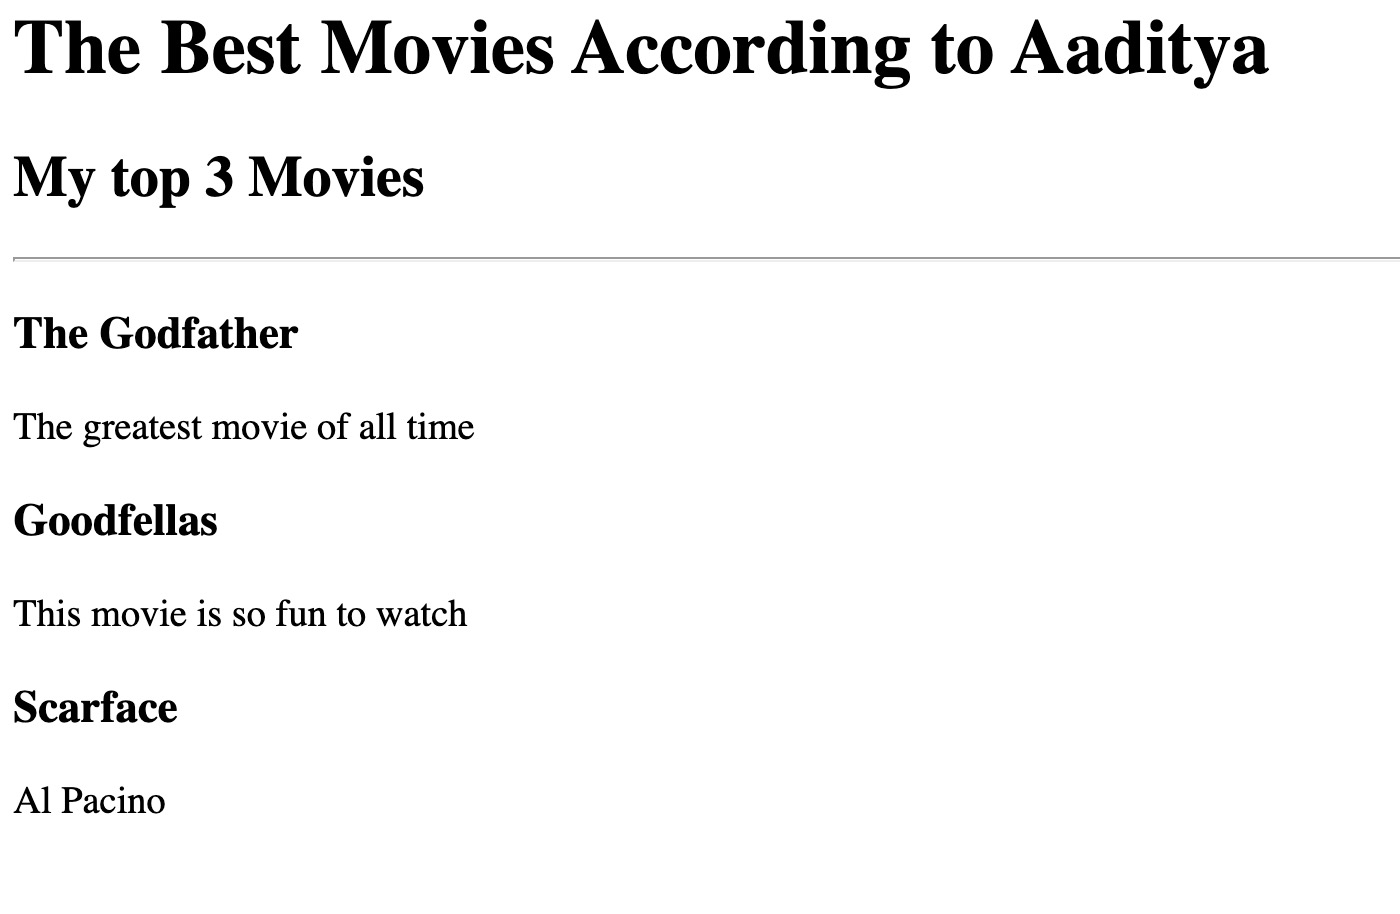 The Best Movies According to Aaditya
My top 3 Movies
The Godfather
The greatest movie of all time
Goodfellas
This movie is so fun to watch
Scarface
Al Pacino